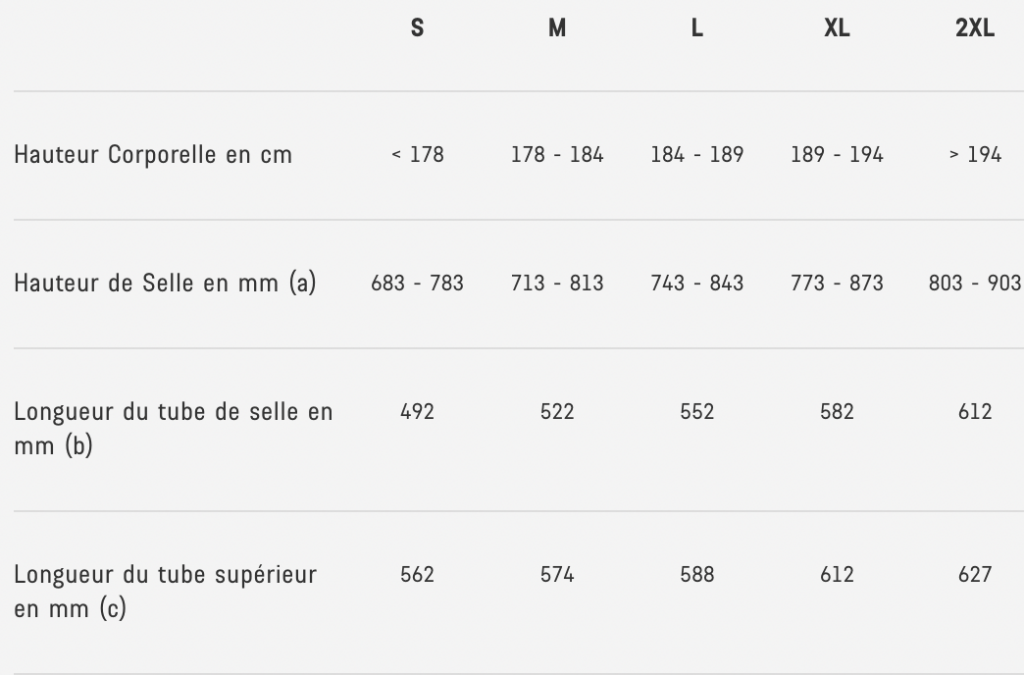 S M L XL 2XL
Hauteur Corporelle en cm < 178 178 - 184 184 - 189 189 - 194 > 194
Hauteur de Selle en mm (a) 683 - 783 713 - 813 743 - 843 773 - 873 803 - 903
Longueur du tube de selle en 492 522 552 582 612
mm (b)
Longueur du tube supérieur 562 574 588 612 627
en mm (c)